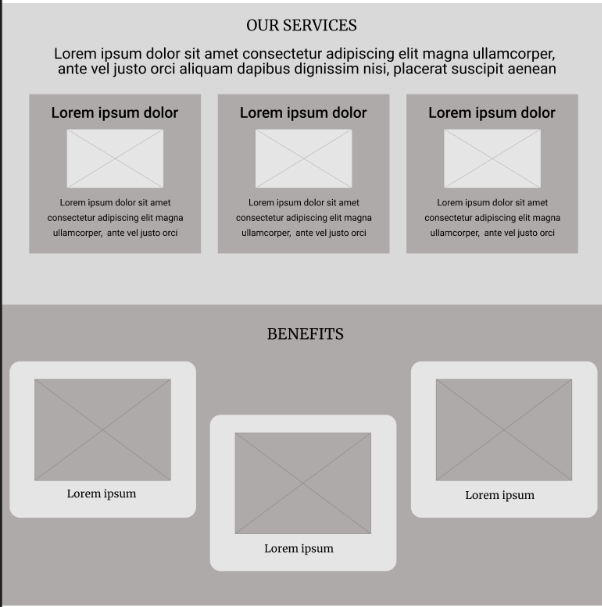 OUR SERVICES
Lorem ipsum dolor sit amet consectetur adipiscing elit magna ullamcorper,
ante vel justo orci aliquam dapibus dignissim nisi, placerat suscipit aenean
Lorem ipsum dolor
Lorem ipsum dolor sit amet
consectetur adipiscing elit magna
ullamcorper, ante vel justo orci
Lorem ipsum dolor
Lorem ipsum dolor sit amet
consectetur adipiscing elit magna
ullamcorper, ante vel justo orci
Lorem ipsum dolor
Lorem ipsum dolor sit amet
consectetur adipiscing elit magna
ullamcorper, ante vel justo orci
BENEFITS
Lorem ipsum
Lorem ipsum
Lorem ipsum